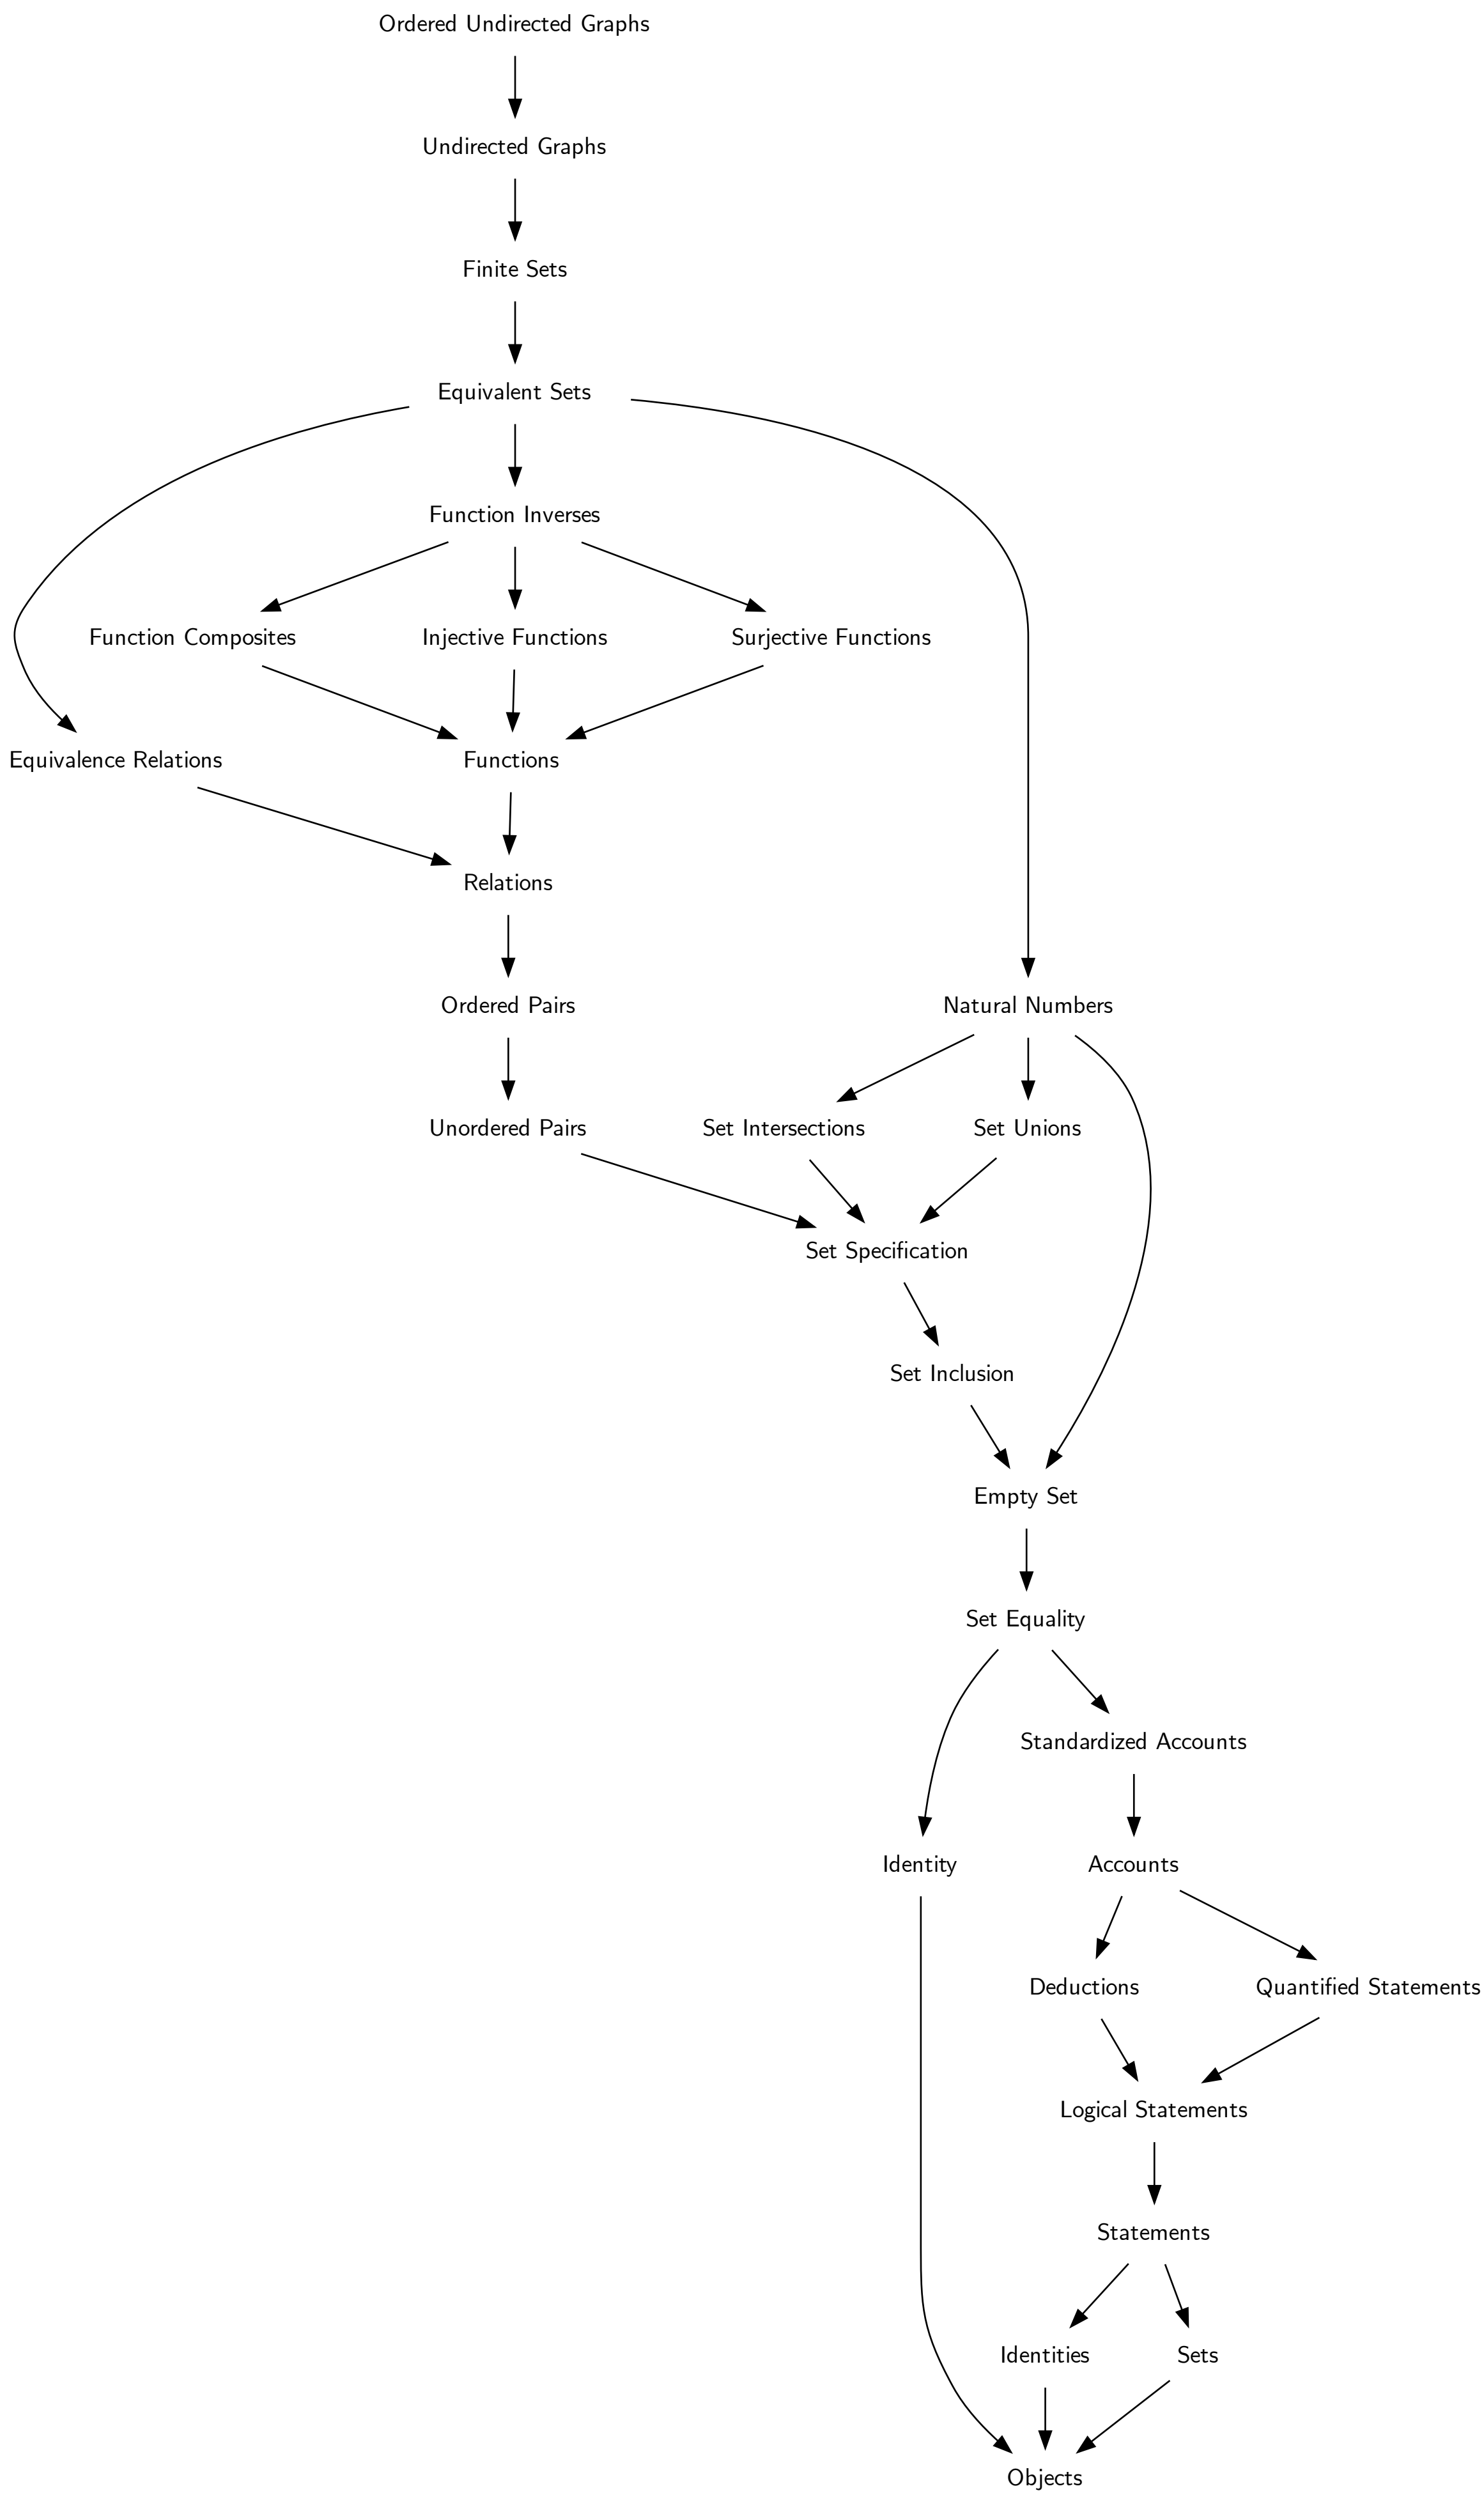 Ordered Undirected Graphs
Undirected Graphs
Finite Sets
Equivalent Sets
Function Inverses
Function Composites
Injective Functions
Surjective Functions
Equivalence Relations
Functions
Relations
Ordered Pairs
Natural Numbers
Unordered Pairs
Set Intersections
Set Unions
Set Specification
Set Inclusion
Empty Set
Set Equality
Standardized Accounts
Identity
Accounts
Deductions
Quantified Statements
Logical Statements
Statements
Identities
Sets
Objects